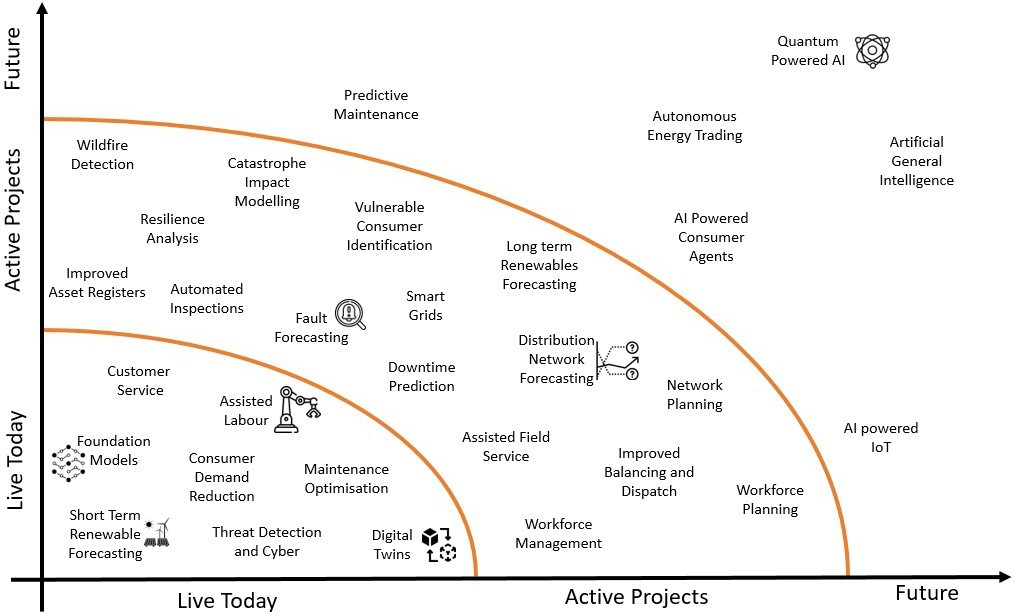 Future
Active Projects
Live Today
Quantum
Powered AI
Predictive
Maintenance
Autonomous
Energy Trading
Artificial
General
Intelligence
Wildfire
Detection
Catastrophe
Impact
Modelling
Vulnerable
Consumer
Identification
AI Powered
Consumer
Agents
Resilience
Analysis
Long term
Renewables
Forecasting
Improved
Asset Registers
Automated
Inspections
Fault
Forecasting
Smart
Grids
Distribution
Network
Forecasting
?
?
Downtime
Prediction
Network
Planning
Customer
Service
Assisted
Labour
AI powered
IoT
Foundation
Models
Consumer
Demand
Reduction
Maintenance
Optimisation
Assisted Field
Service
Improved
Balancing and
Dispatch
Workforce
Planning
Short Term
Renewable
Forecasting
Threat Detection
and Cyber
Digital
Twins
Workforce
Management
Live Today
Active Projects
Future